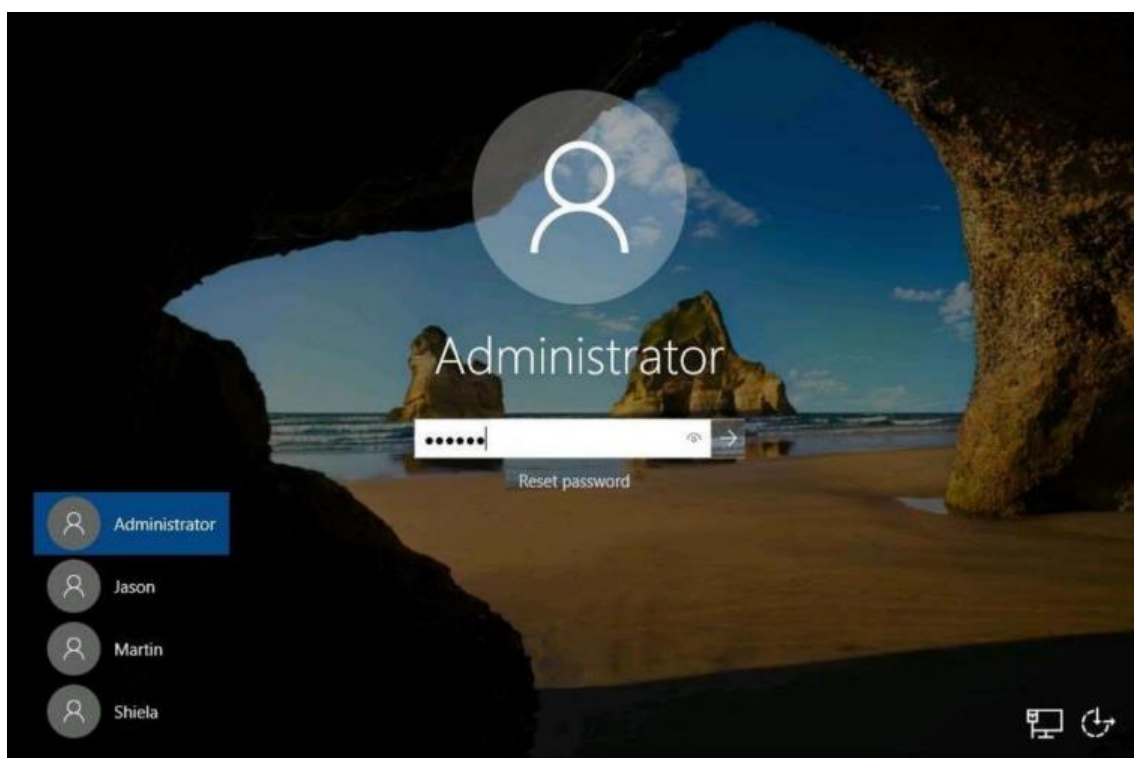 Administrator
••••••
Reset password
Administrator
Jason
Martin
Shiela